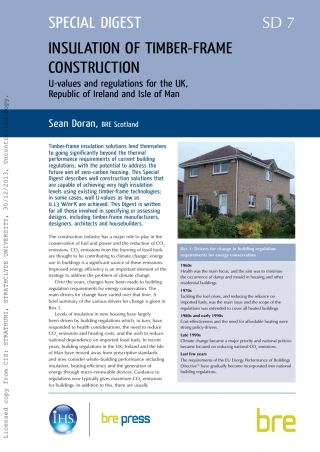 SPECIAL DIGEST
SD 7
INSULATION OF TIMBER-FRAME
CONSTRUCTION
U-values and regulations for the UK,
Republic of Ireland and Isle of Man
Sean Doran, BRE Scotland
Timber-frame insulation solutions lend themselves
to going significantly beyond the thermal
performance requirements of current building
regulations, with the potential to address the
future aim of zero-carbon housing. This Special
Digest describes wall construction solutions that
are capable of achieving very high insulation
levels using existing timber-frame technologies;
in some cases, wall U-values as low as
0.13 W/m²K are achieved. This Digest is written
for all those involved in specifying or assessing
designs, including timber-frame manufacturers,
designers, architects and householders.
The construction industry has a major role to play in the
conservation of fuel and power and the reduction of CO₂
emissions. CO₂ emissions from the burning of fossil fuels
are thought to be contributing to climate change: energy
use in buildings is a significant source of these emissions.
Improved energy efficiency is an important element of the
strategy to address the potential threat of climate change.
Over the years, changes have been made to building
regulation requirements for energy conservation. The
main drivers for change have varied over that time. A
brief summary of the various drivers for change is given in
Box 1.
Levels of insulation in new housing have largely
been driven by building regulations which, in turn, have
responded to health considerations, the need to reduce
CO₂ emissions and heating costs, and the wish to reduce
national dependence on imported fossil fuels. In recent
years, building regulations in the UK, Ireland and the Isle
of Man have moved away from prescriptive standards
and now consider whole-building performance including
insulation, heating efficiency and the generation of
energy through micro-renewable devices. Guidance to
regulations now typically gives maximum CO₂ emissions
for buildings. In addition to this, there are usually
Box 1: Drivers for change in building regulation
requirements for energy conservation
1960s
Health was the main focus, and the aim was to minimise
the occurrence of damp and mould in housing and other
residential buildings.
1970s
Tackling the fuel crises, and reducing the reliance on
imported fuels, was the main issue and the scope of the
regulations was extended to cover all heated buildings.
1980s and early 1990s
Cost effectiveness and the need for affordable heating were
strong policy drivers.
Late 1990s
Climate change became a major priority and national policies
became focused on reducing national CO₂ emissions.
Last few years
The requirements of the EU Energy Performance of Buildings
Directive have gradually become incorporated into national
building regulations.
Licensed copy from CIS: STRATHUNI, STRATHCLYDE UNIVERSITY, 30/12/2013, Uncontrolled Copy.
IHS
bre press
bre